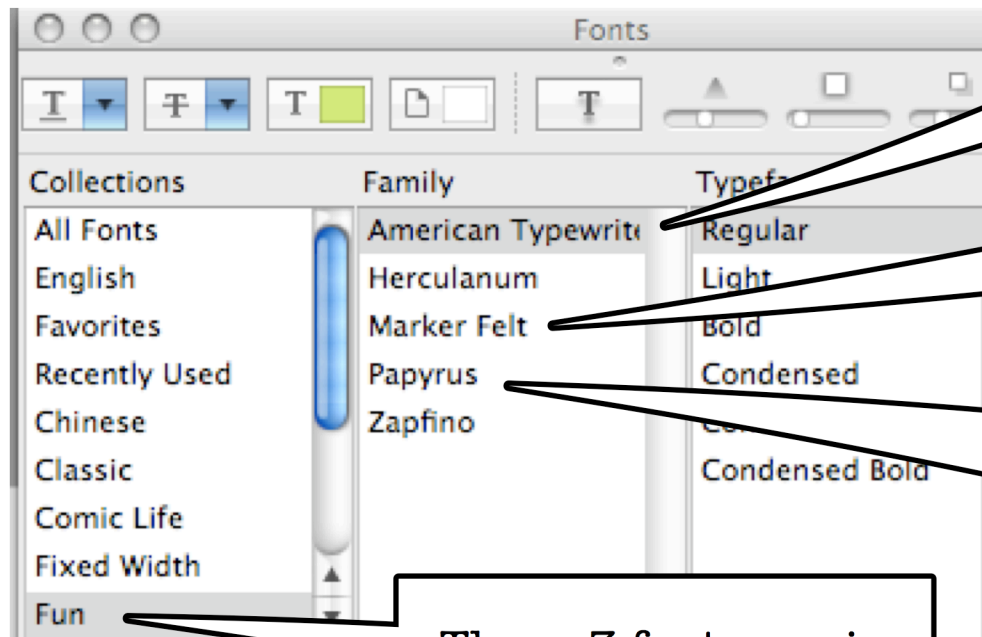 Fonts
T T T T
Collections Family Typefa
All Fonts American Typewrite Regular
English Herculanum Light
Favorites Marker Felt Bold
Recently Used Papyrus Condensed
Chinese Zapfino
Classic Condensed Bold
Comic Life
Fixed Width
Fun